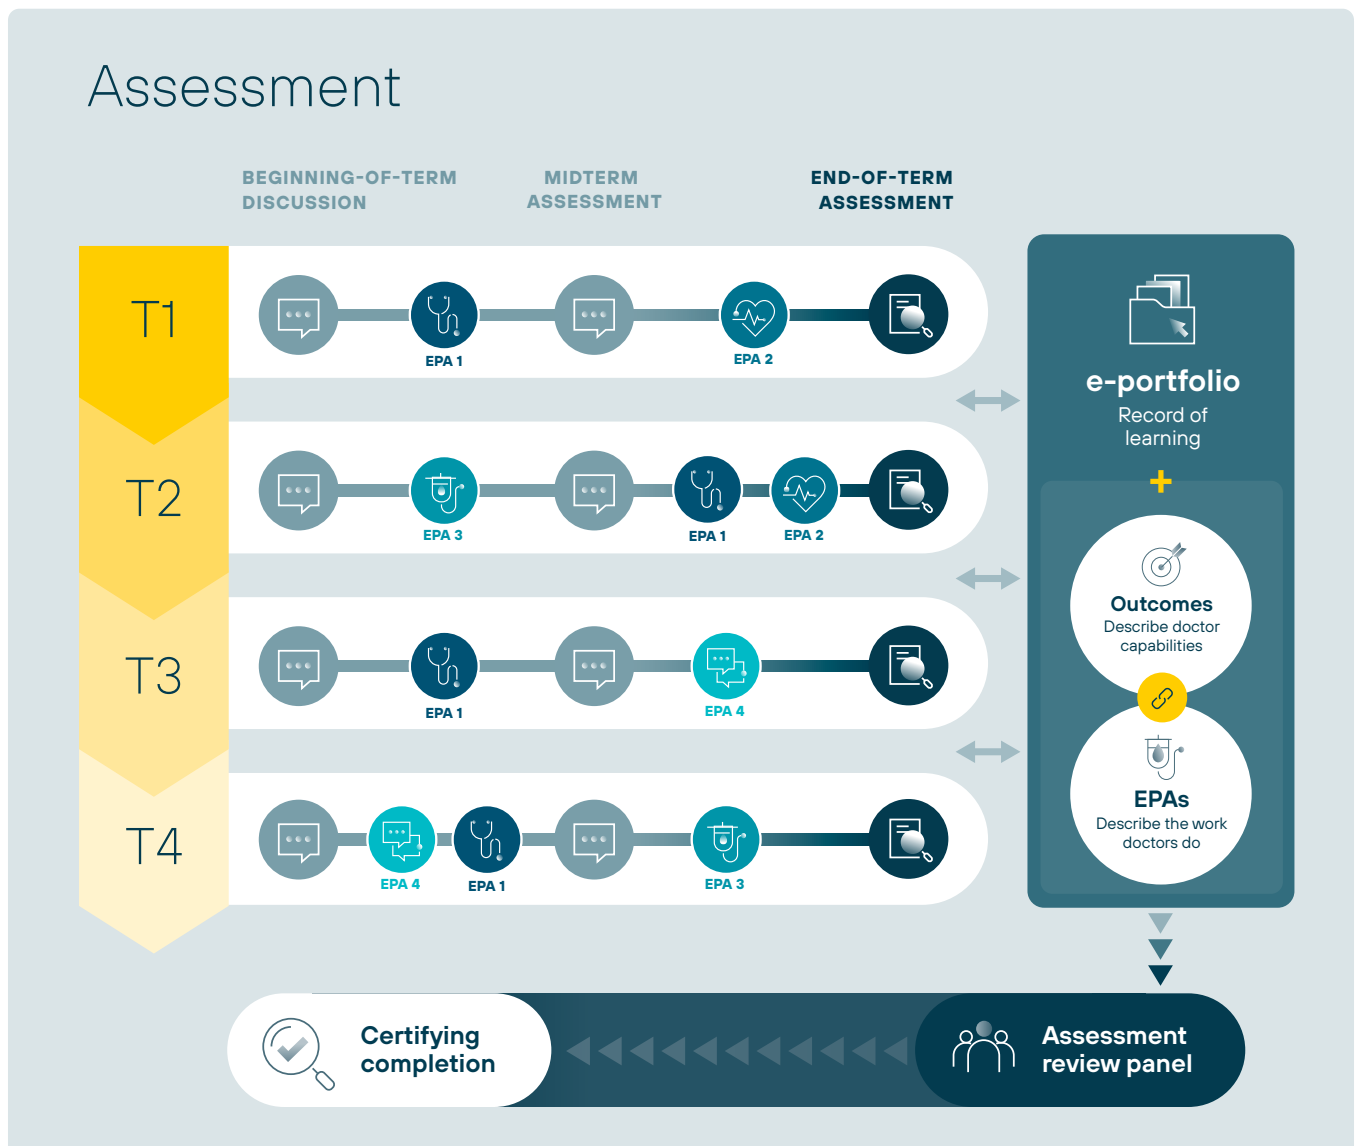 Assessment
BEGINNING-OF-TERM
DISCUSSION
MIDTERM
ASSESSMENT
END-OF-TERM
ASSESSMENT
T1
EPA 1
EPA 2
T2
EPA 3
EPA 1
EPA 2
T3
EPA 1
EPA 4
T4
EPA 4
EPA 1
EPA 3
e-portfolio
Record of
learning
+
Outcomes
Describe doctor
capabilities
EPAs
Describe the work
doctors do
Certifying
completion
Assessment
review panel